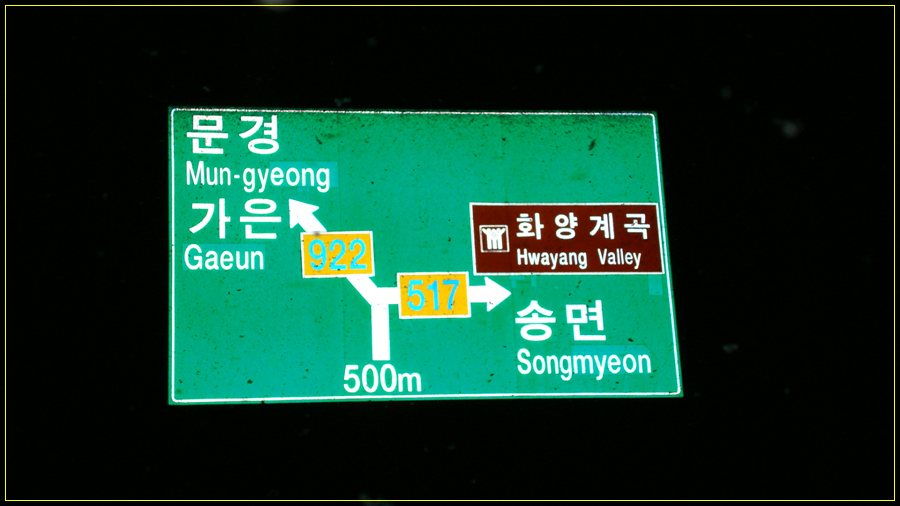 문경
Mun-gyeong
가은
Gaeun
922
517
화양계곡
Hwayang Valley
송면
Songmyeon
500m